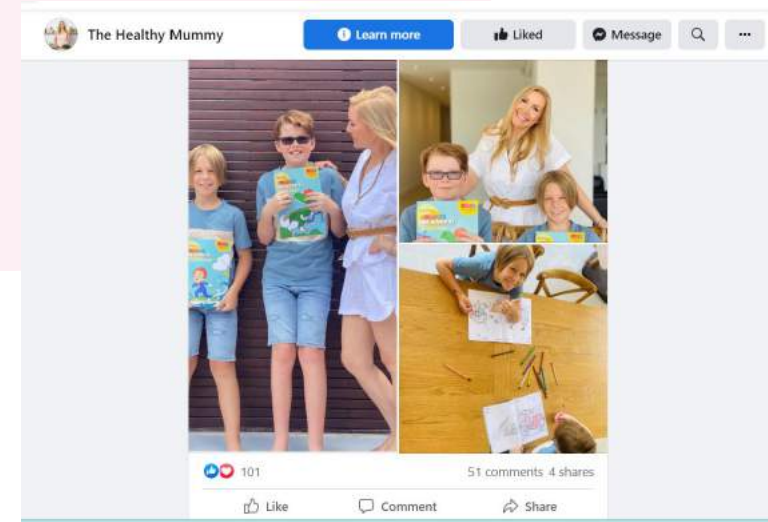 The Healthy Mummy
Learn more
Liked
Message
101
51 comments 4 shares
Like
Comment
Share